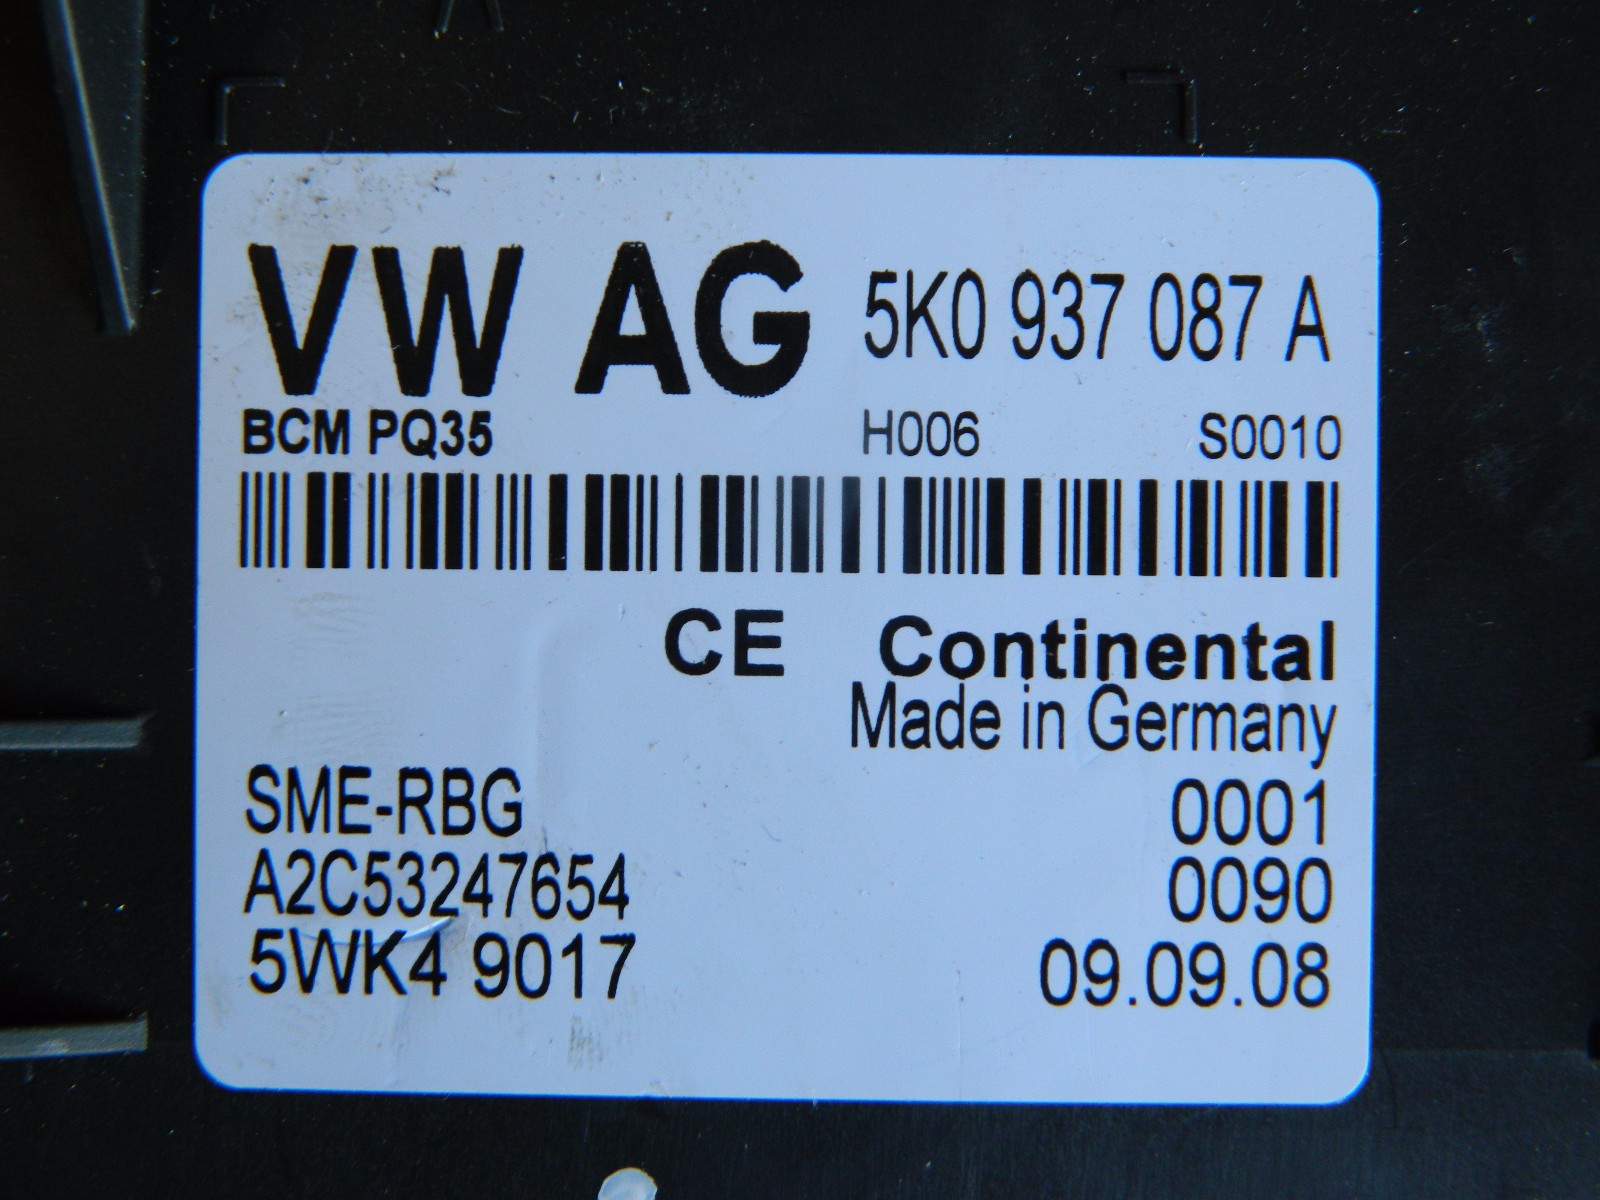 VW AG 5K0 937 087 A
BCM PQ35 H006 S0010
CE Continental
Made in Germany
SME-RBG 0001
A2C53247654 0090
5WK4 9017 09.09.08